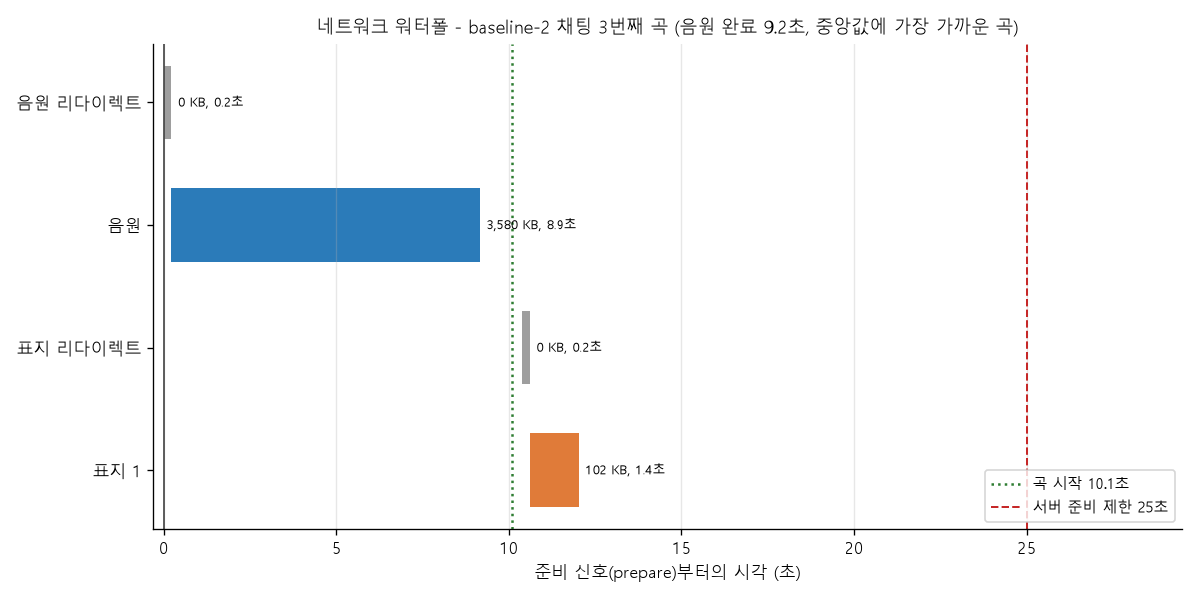 네트워크 워터폴 - baseline-2 채팅 3번째 곡 (음원 완료 9.2초, 중앙값에 가장 가까운 곡)
음원 리다이렉트
0 KB, 0.2초
음원
3,580 KB, 8.9초
표지 리다이렉트
0 KB, 0.2초
표지 1
102 KB, 1.4초
곡 시작 10.1초
서버 준비 제한 25초
0 5 10 15 20 25
준비 신호(prepare)부터의 시각 (초)